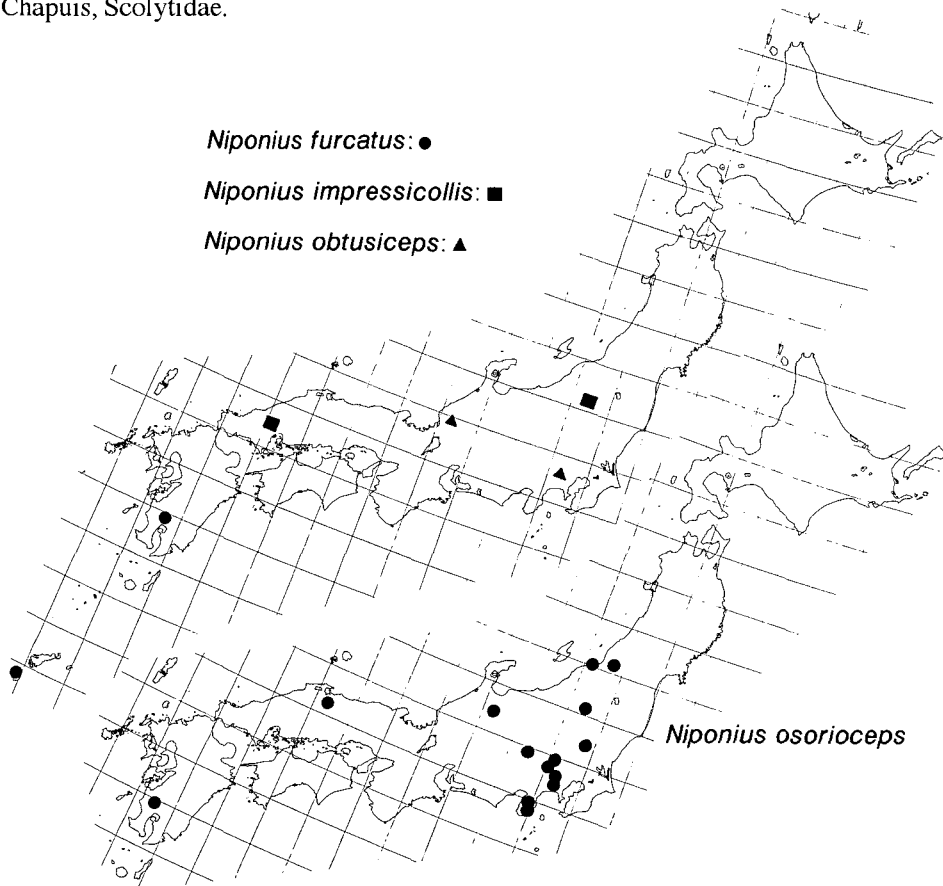 Chapuis, Scolytidae.
Niponius furcatus: ●
Niponius impressicollis: ■
Niponius obtusiceps: ▲
Niponius osorioceps